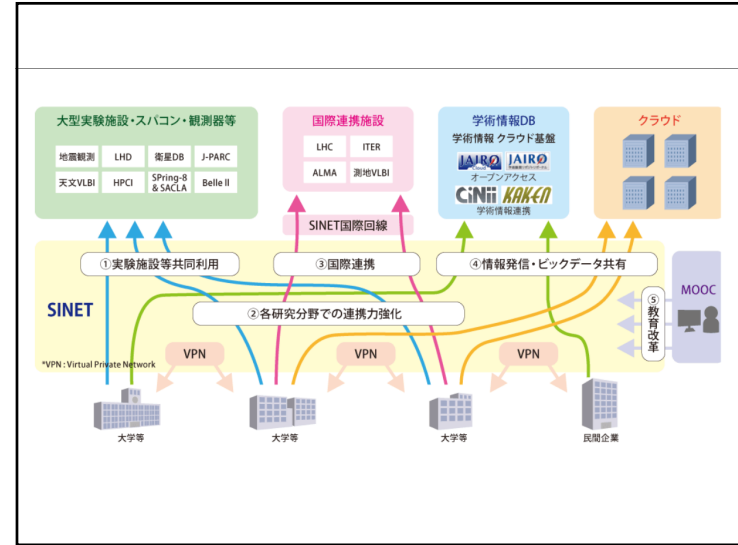 大型実験施設・スパコン・観測器等
地震観測
LHD
衛星DB
J-PARC
天文VLBI
HPCI
SPring-8
& SACLA
Belle II
国際連携施設
LHC
ITER
ALMA
測地VLBI
SINET国際回線
学術情報DB
学術情報 クラウド基盤
JAIRO
Cloud
JAIRO
オープンアクセス
CiNii KAKEN
学術情報連携
クラウド
①実験施設等共同利用
③国際連携
④情報発信・ビックデータ共有
SINET
②各研究分野での連携力強化
⑤教育改革
MOOC
VPN
VPN
VPN
*VPN : Virtual Private Network
大学等
大学等
大学等
民間企業